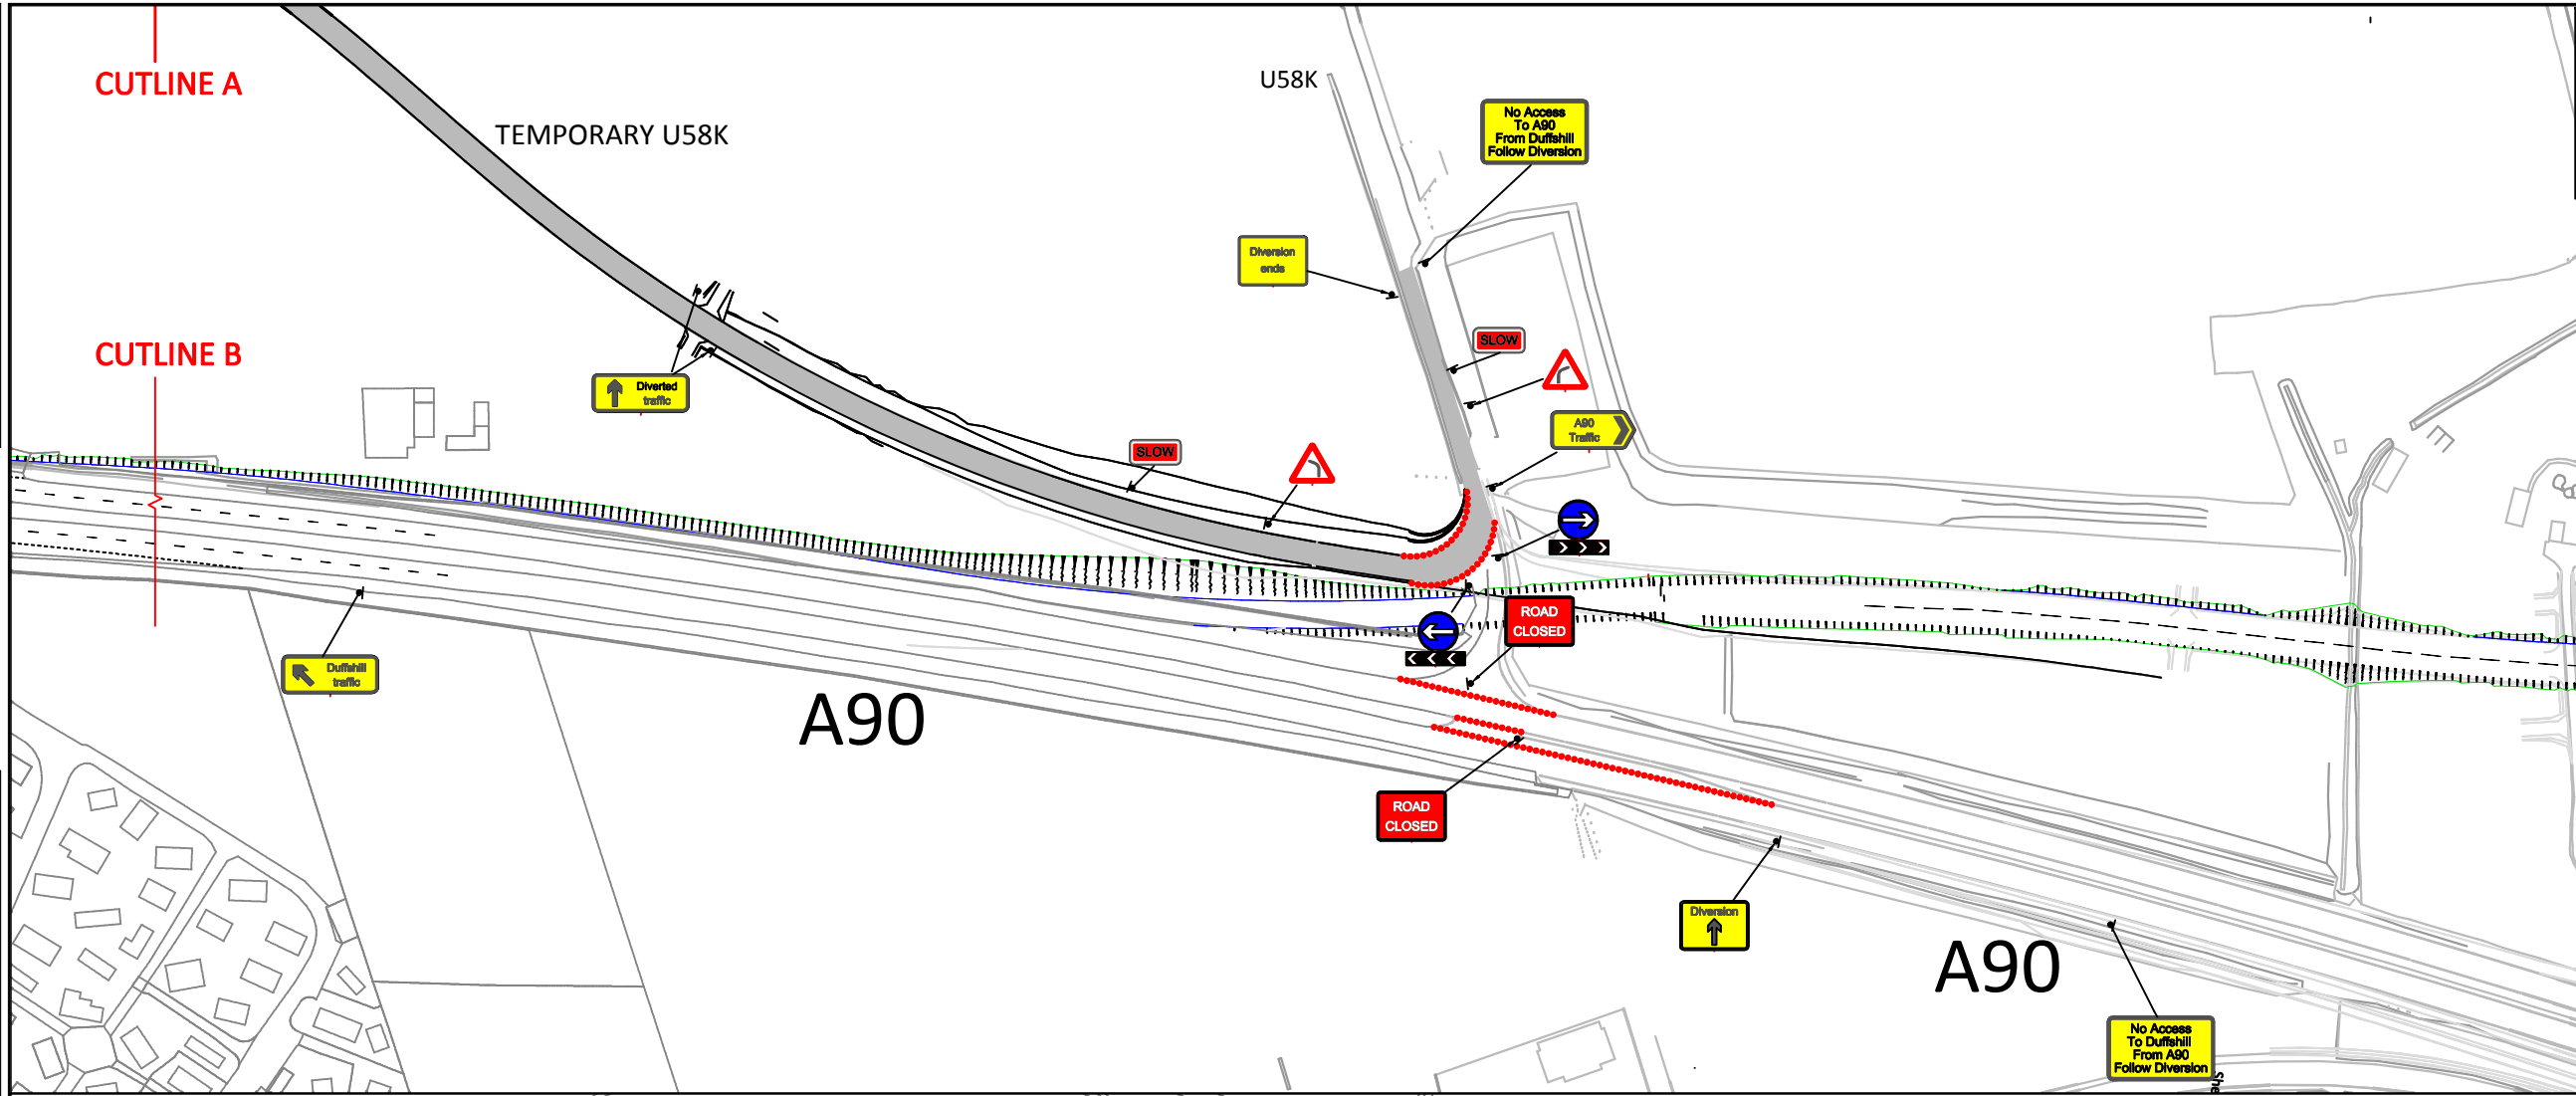 CUTLINE A
TEMPORARY U58K
U58K
No Access
To A90
From Duffshill
Follow Diversion
Diversion
ends
SLOW
CUTLINE B
Diverted
traffic
A90
Traffic
SLOW
ROAD
CLOSED
Duffshill
traffic
A90
ROAD
CLOSED
Diversion
A90
No Access
To Duffshill
From A90
Follow Diversion
She